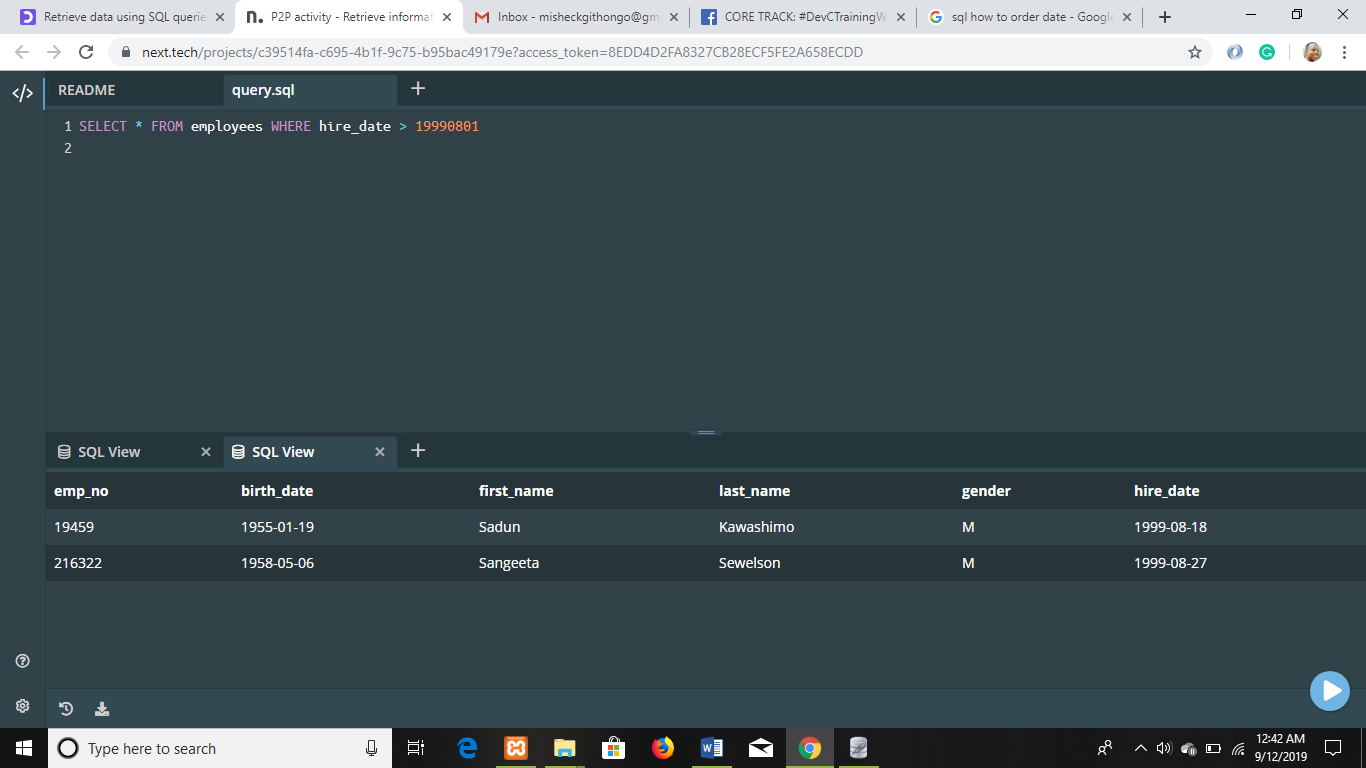 Retrieve data using SQL querie
P2P activity - Retrieve informat
Inbox - misheckgithongo@gm
CORE TRACK: #DevCTrainingW
sql how to order date - Google
next.tech/projects/c39514fa-c695-4b1f-9c75-b95bac49179e?access_token=8EDD4D2FA8327CB28ECF5FE2A658ECDD
README
query.sql
1 SELECT * FROM employees WHERE hire_date > 19990801
2
SQL View
SQL View
emp_no birth_date first_name last_name gender hire_date
19459 1955-01-19 Sadun Kawashimo M 1999-08-18
216322 1958-05-06 Sangeeta Sewelson M 1999-08-27
Type here to search
12:42 AM
9/12/2019